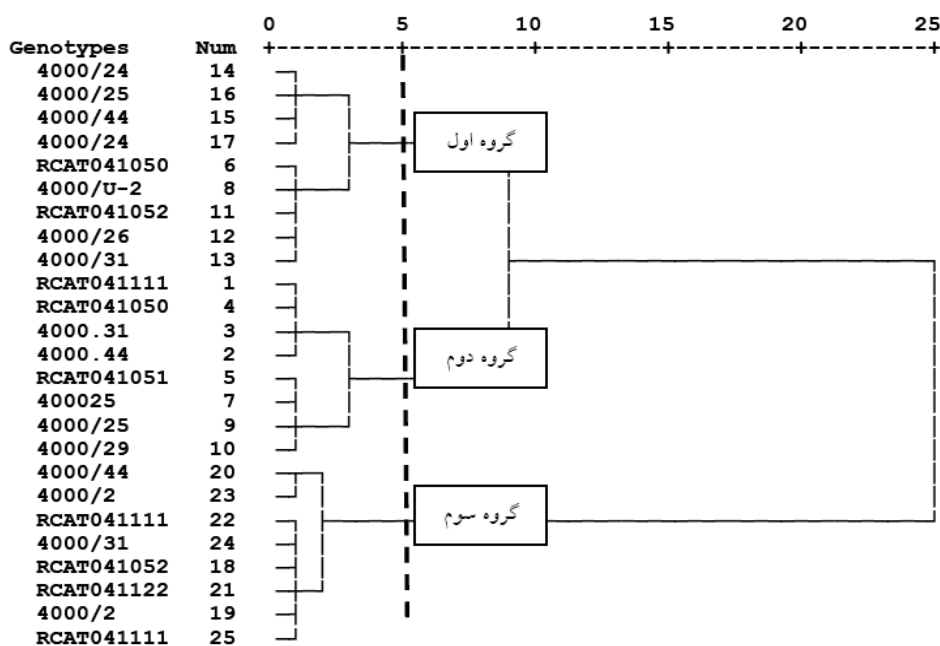 0 5 10 15 20 25
Genotypes Num
4000/24 14
4000/25 16
4000/44 15
4000/24 17
RCAT041050 6
4000/U-2 8
RCAT041052 11
4000/26 12
4000/31 13
RCAT041111 1
RCAT041050 4
4000.31 3
4000.44 2
RCAT041051 5
400025 7
4000/25 9
4000/29 10
4000/44 20
4000/2 23
RCAT041111 22
4000/31 24
RCAT041052 18
RCAT041122 21
4000/2 19
RCAT041111 25
گروه اول
گروه دوم
گروه سوم